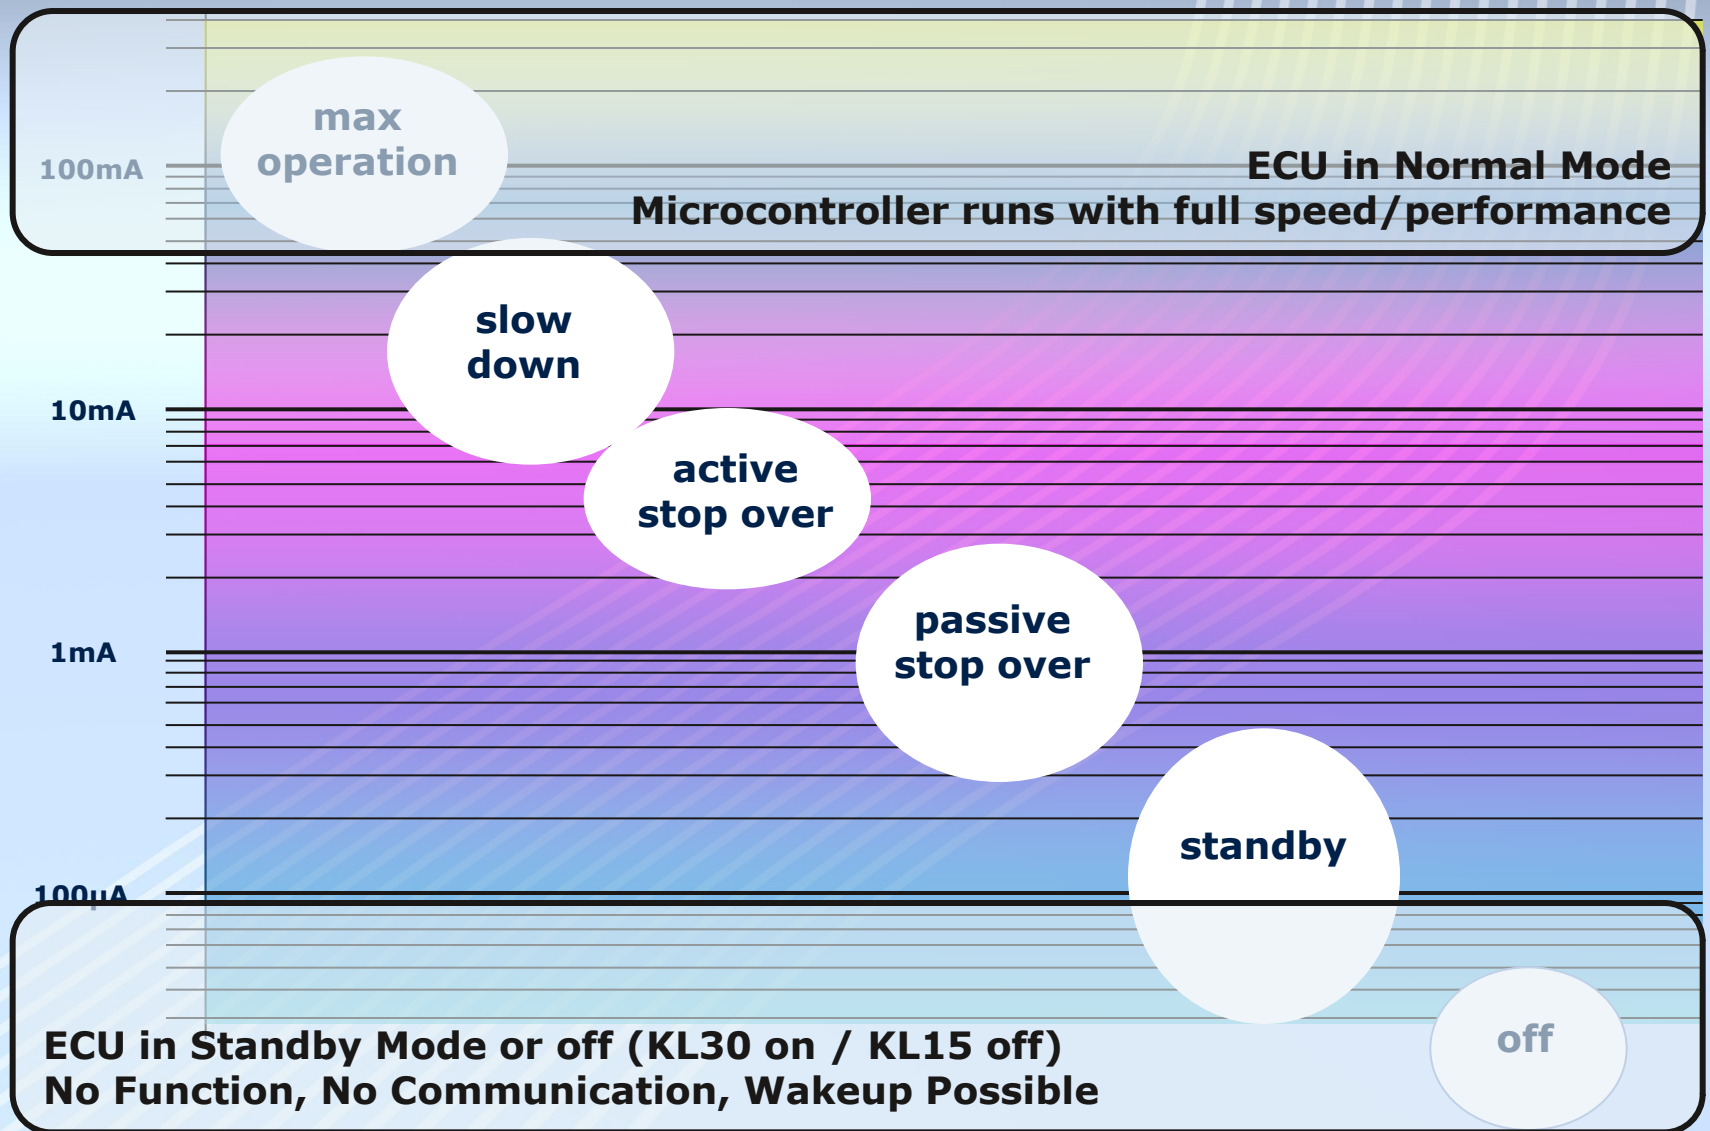 max
operation
100mA
ECU in Normal Mode
Microcontroller runs with full speed/performance
slow
down
10mA
active
stop over
passive
stop over
1mA
standby
100µA
off
ECU in Standby Mode or off (KL30 on / KL15 off)
No Function, No Communication, Wakeup Possible